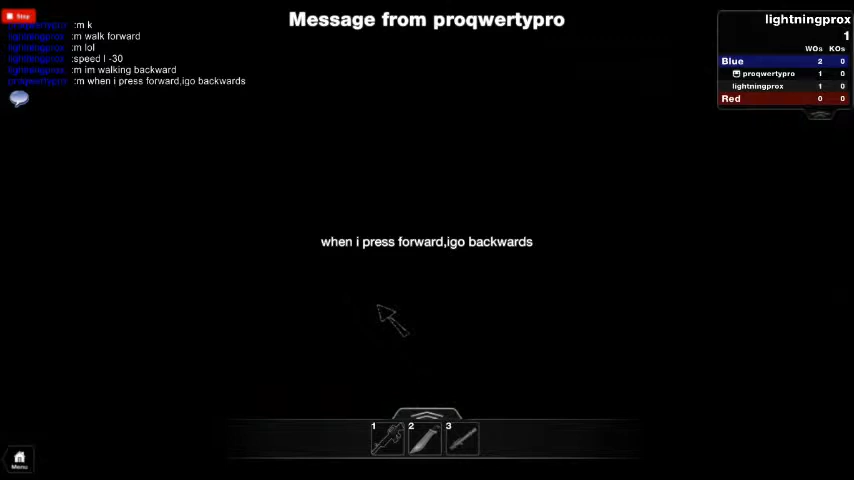 Stop
Message from proqwertypro
proqwertypro :m k
lightningprox :m walk forward
lightningprox :m lol
lightningprox :speed l -30
lightningprox :m im walking backward
proqwertypro :m when i press forward,igo backwards
lightningprox
1
WOs KOs
Blue 2 0
proqwertypro 1 0
lightningprox 1 0
Red 0 0
when i press forward,igo backwards
1 2 3
Menu